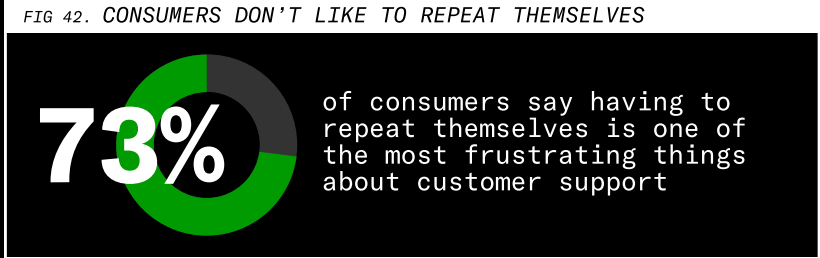 FIG 42. CONSUMERS DON'T LIKE TO REPEAT THEMSELVES
73%
of consumers say having to
repeat themselves is one of
the most frustrating things
about customer support